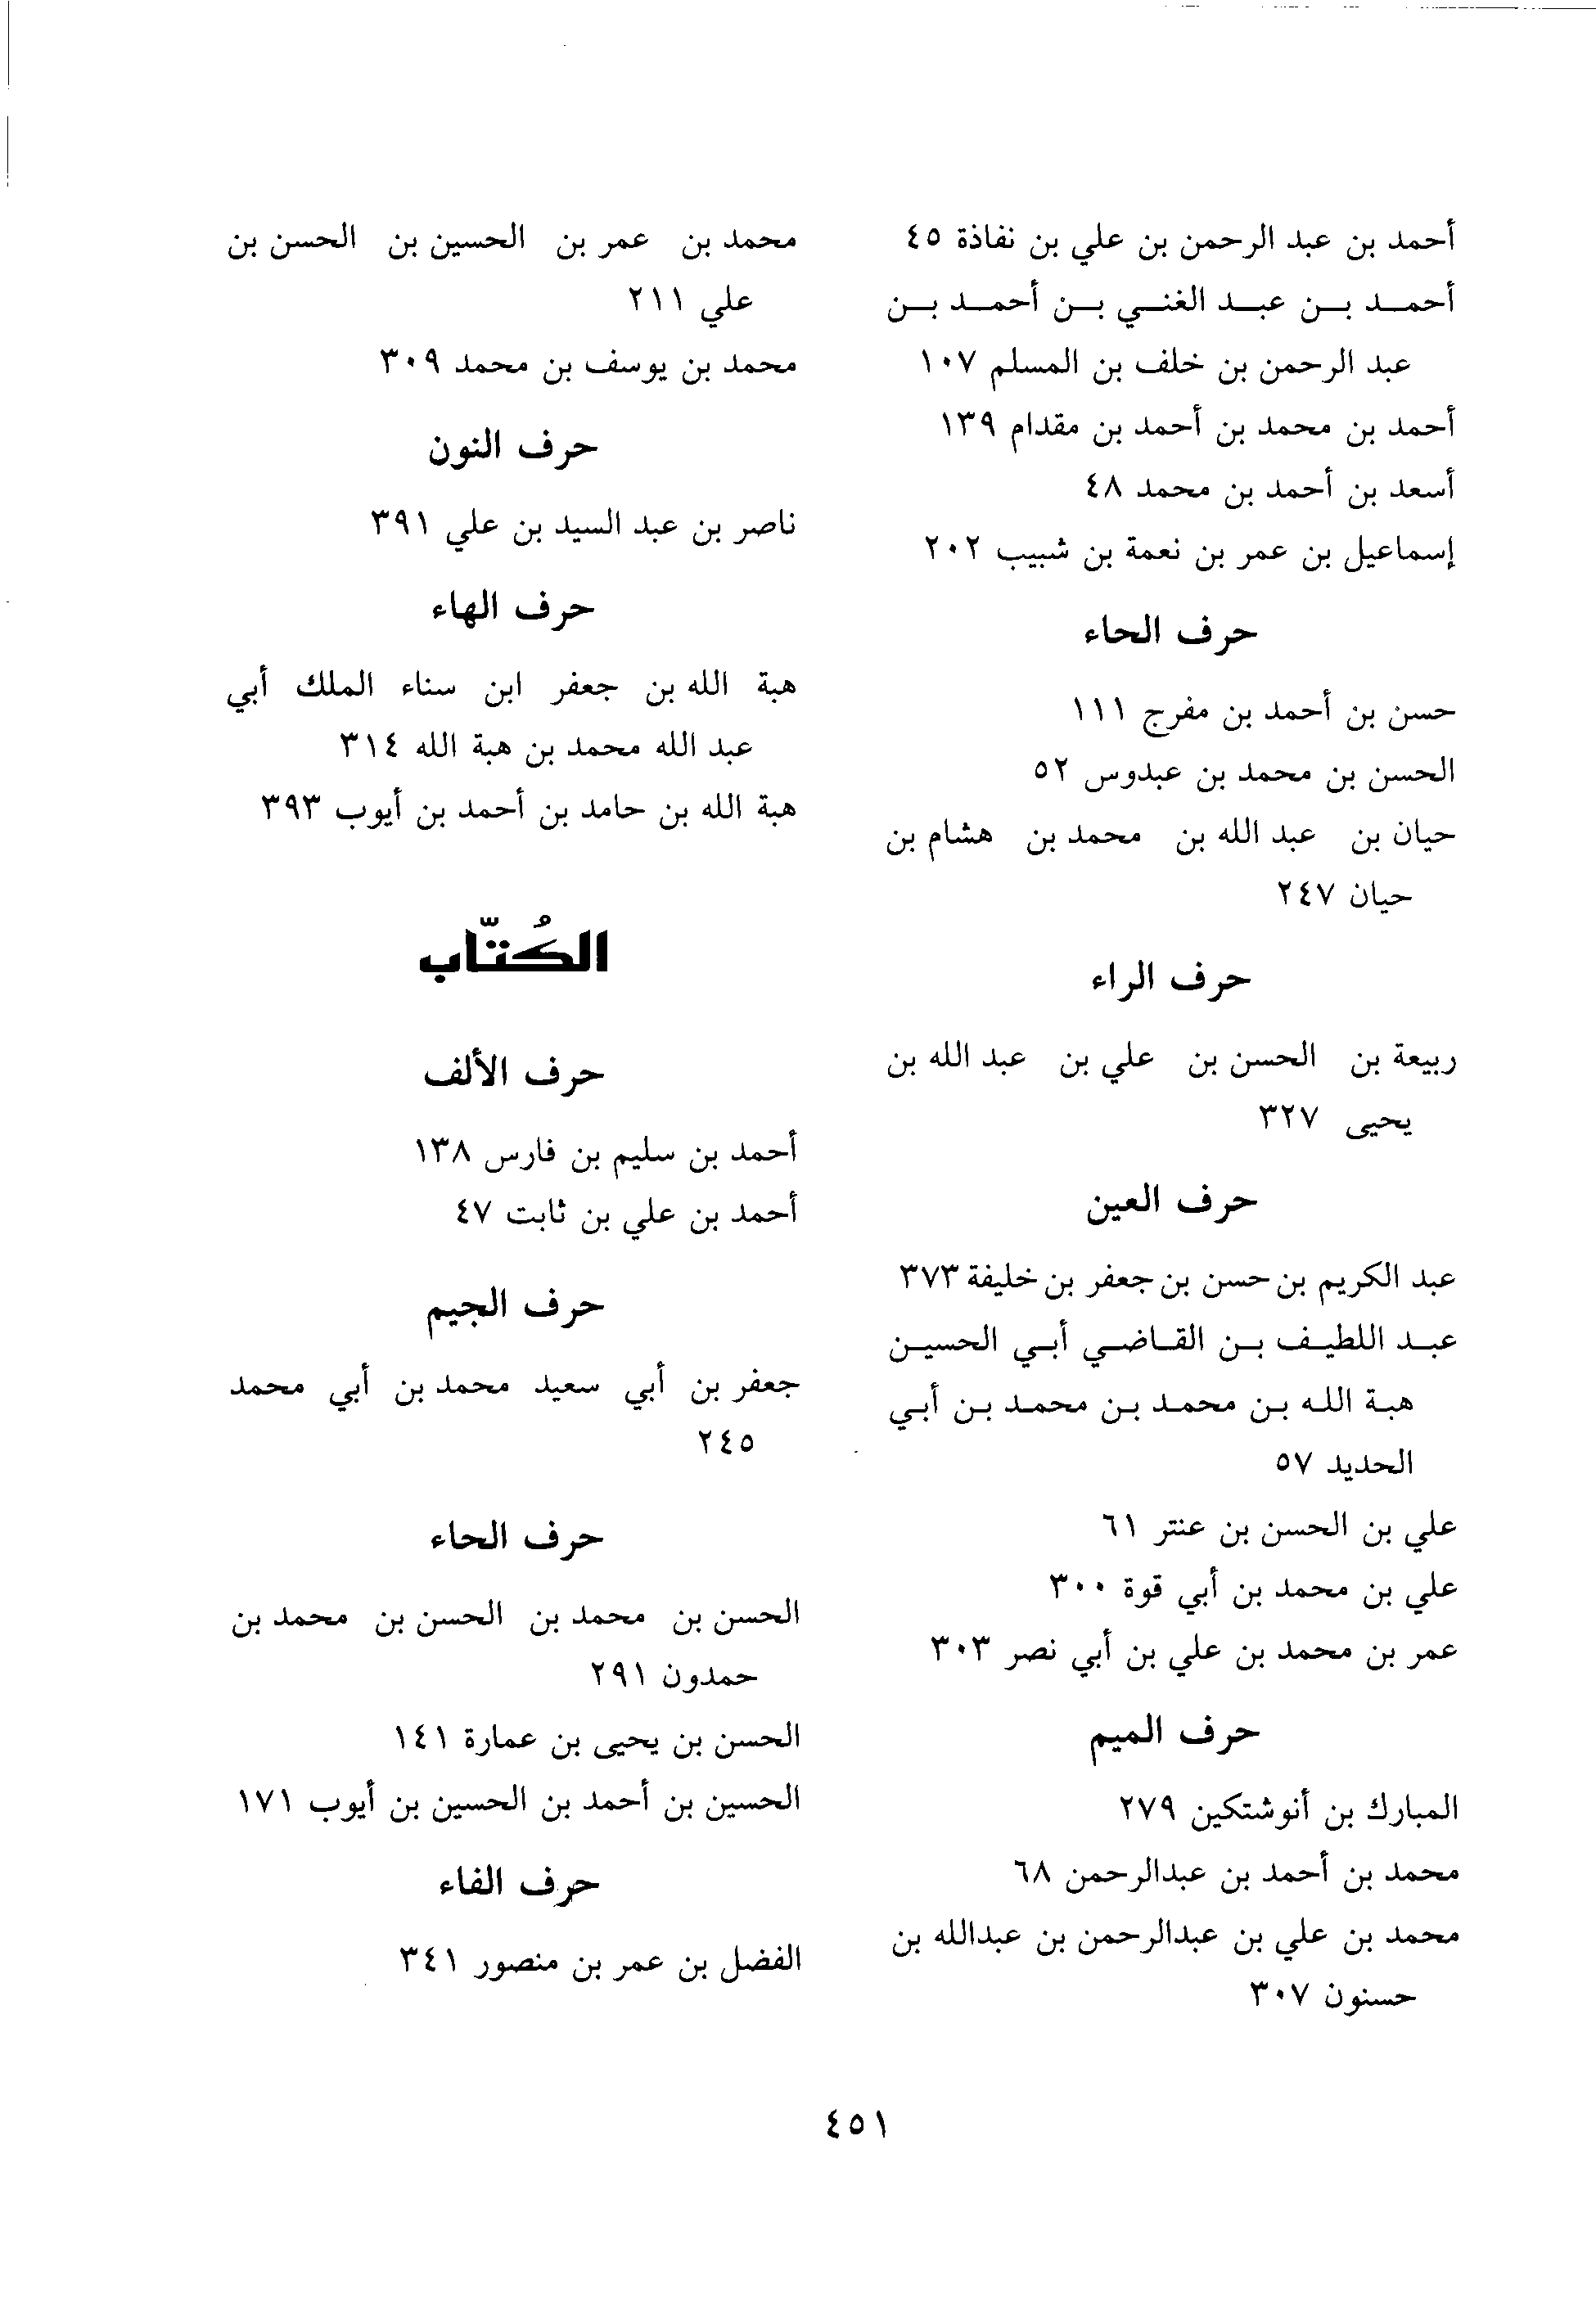 أحمد بن عبد الرحمن بن علي بن نفاذة ٤٥
أحمد بن عبد الغني بن أحمد بن
عبد الرحمن بن خلف بن المسلم ١٠٧
أحمد بن محمد بن أحمد بن مقدام ١٣٩
أسعد بن أحمد بن محمد ٤٨
إسماعيل بن عمر بن نعمة بن شبيب ٢٠٢
حرف الحاء
حسن بن أحمد بن مفرج ١١١
الحسن بن محمد بن عبدوس ٥٢
حيان بن عبد الله بن محمد بن هشام بن
حيان ٢٤٧
حرف الراء
ربيعة بن الحسن بن علي بن عبد الله بن
يحيى ٣٢٧
حرف العين
عبد الكريم بن حسن بن جعفر بن خليفة ٣٧٣
عبد اللطيف بن القاضي أبي الحسين
هبة الله بن محمد بن محمد بن أبي
الحديد ٥٧
علي بن الحسن بن عنتر ٦١
علي بن محمد بن أبي قوة ٣٠٠
عمر بن محمد بن علي بن أبي نصر ٣٠٣
حرف الميم
المبارك بن أنوشتكين ٢٧٩
محمد بن أحمد بن عبدالرحمن ٦٨
محمد بن علي بن عبدالرحمن بن عبدالله بن
حسنون ٣٠٧
محمد بن عمر بن الحسين بن الحسن بن
علي ٢١١
محمد بن يوسف بن محمد ٣٠٩
حرف النون
ناصر بن عبد السيد بن علي ٣٩١
حرف الهاء
هبة الله بن جعفر ابن سناء الملك أبي
عبد الله محمد بن هبة الله ٣١٤
هبة الله بن حامد بن أحمد بن أيوب ٣٩٣
الكُتّاب
حرف الألف
أحمد بن سليم بن فارس ١٣٨
أحمد بن علي بن ثابت ٤٧
حرف الجيم
جعفر بن أبي سعيد محمد بن أبي محمد
٢٤٥
حرف الحاء
الحسن بن محمد بن الحسن بن محمد بن
حمدون ٢٩١
الحسن بن يحيى بن عمارة ١٤١
الحسين بن أحمد بن الحسين بن أيوب ١٧١
حرف الفاء
الفضل بن عمر بن منصور ٣٤١
٤٥١